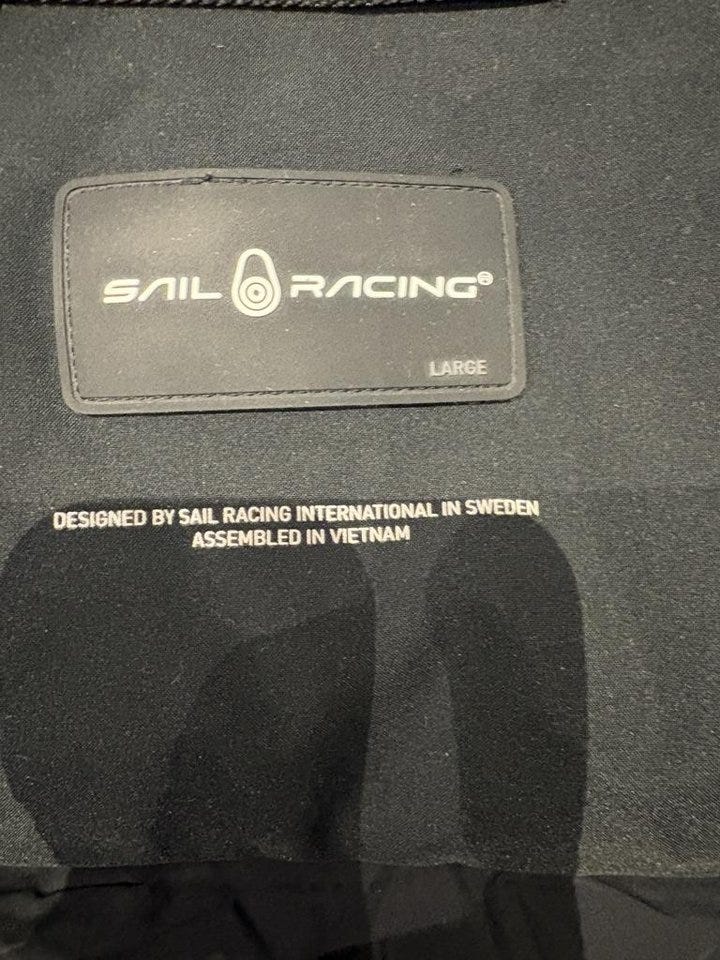 SAIL RACING®
LARGE
DESIGNED BY SAIL RACING INTERNATIONAL IN SWEDEN
ASSEMBLED IN VIETNAM